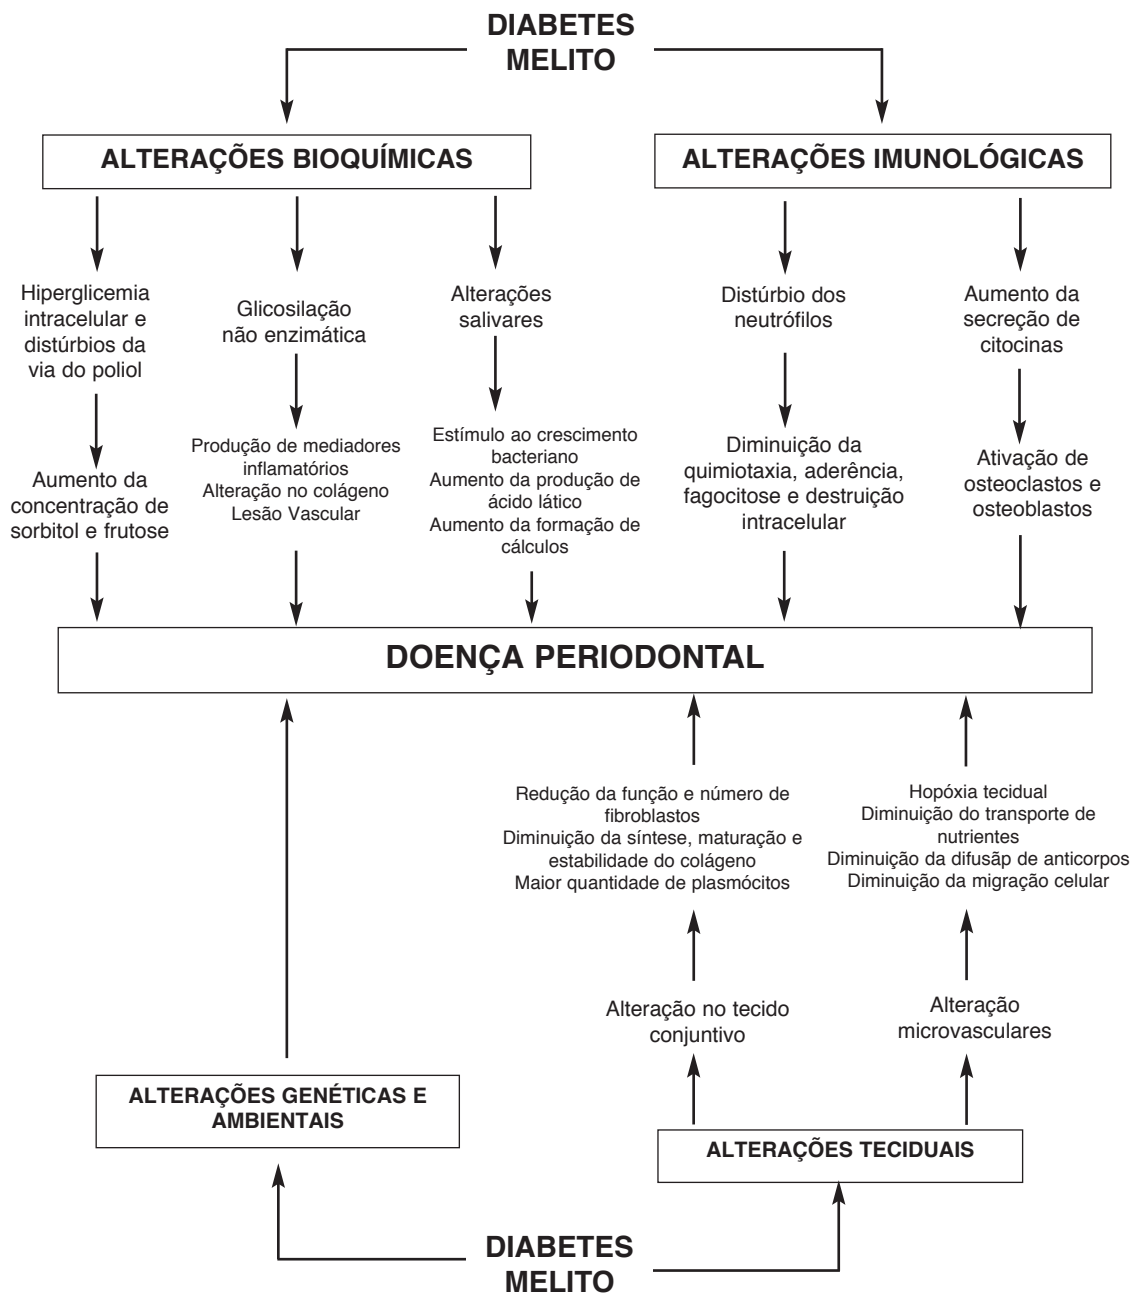 DIABETES
MELITO
ALTERAÇÕES BIOQUÍMICAS
ALTERAÇÕES IMUNOLÓGICAS
Hiperglicemia
intracelular e
distúrbios da
via do poliol
Glicosilação
não enzimática
Alterações
salivares
Distúrbio dos
neutrófilos
Aumento da
secreção de
citocinas
Aumento da
concentração de
sorbitol e frutose
Produção de mediadores
inflamatórios
Alteração no colágeno
Lesão Vascular
Estímulo ao crescimento
bacteriano
Aumento da produção de
ácido lático
Aumento da formação de
cálculos
Diminuição da
quimiotaxia, aderência,
fagocitose e destruição
intracelular
Ativação de
osteoclastos e
osteoblastos
DOENÇA PERIODONTAL
Redução da função e número de
fibroblastos
Diminuição da síntese, maturação e
estabilidade do colágeno
Maior quantidade de plasmócitos
Hopóxia tecidual
Diminuição do transporte de
nutrientes
Diminuição da difusãp de anticorpos
Diminuição da migração celular
Alteração no tecido
conjuntivo
Alteração
microvasculares
ALTERAÇÕES GENÉTICAS E
AMBIENTAIS
ALTERAÇÕES TECIDUAIS
DIABETES
MELITO